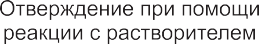 Отверждение при помощи
реакции с растворителем